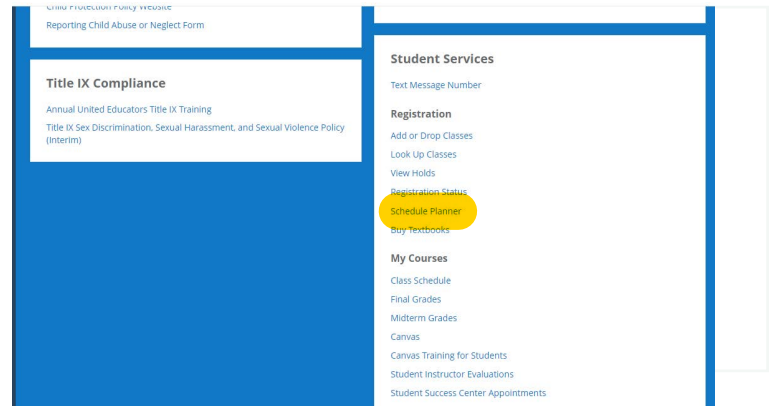 Child Protection Policy Website
Reporting Child Abuse or Neglect Form
Title IX Compliance
Annual United Educators Title IX Training
Title IX Sex Discrimination, Sexual Harassment, and Sexual Violence Policy
(Interim)
Student Services
Text Message Number
Registration
Add or Drop Classes
Look Up Classes
View Holds
Registration Status
Schedule Planner
Buy Textbooks
My Courses
Class Schedule
Final Grades
Midterm Grades
Canvas
Canvas Training for Students
Student Instructor Evaluations
Student Success Center Appointments